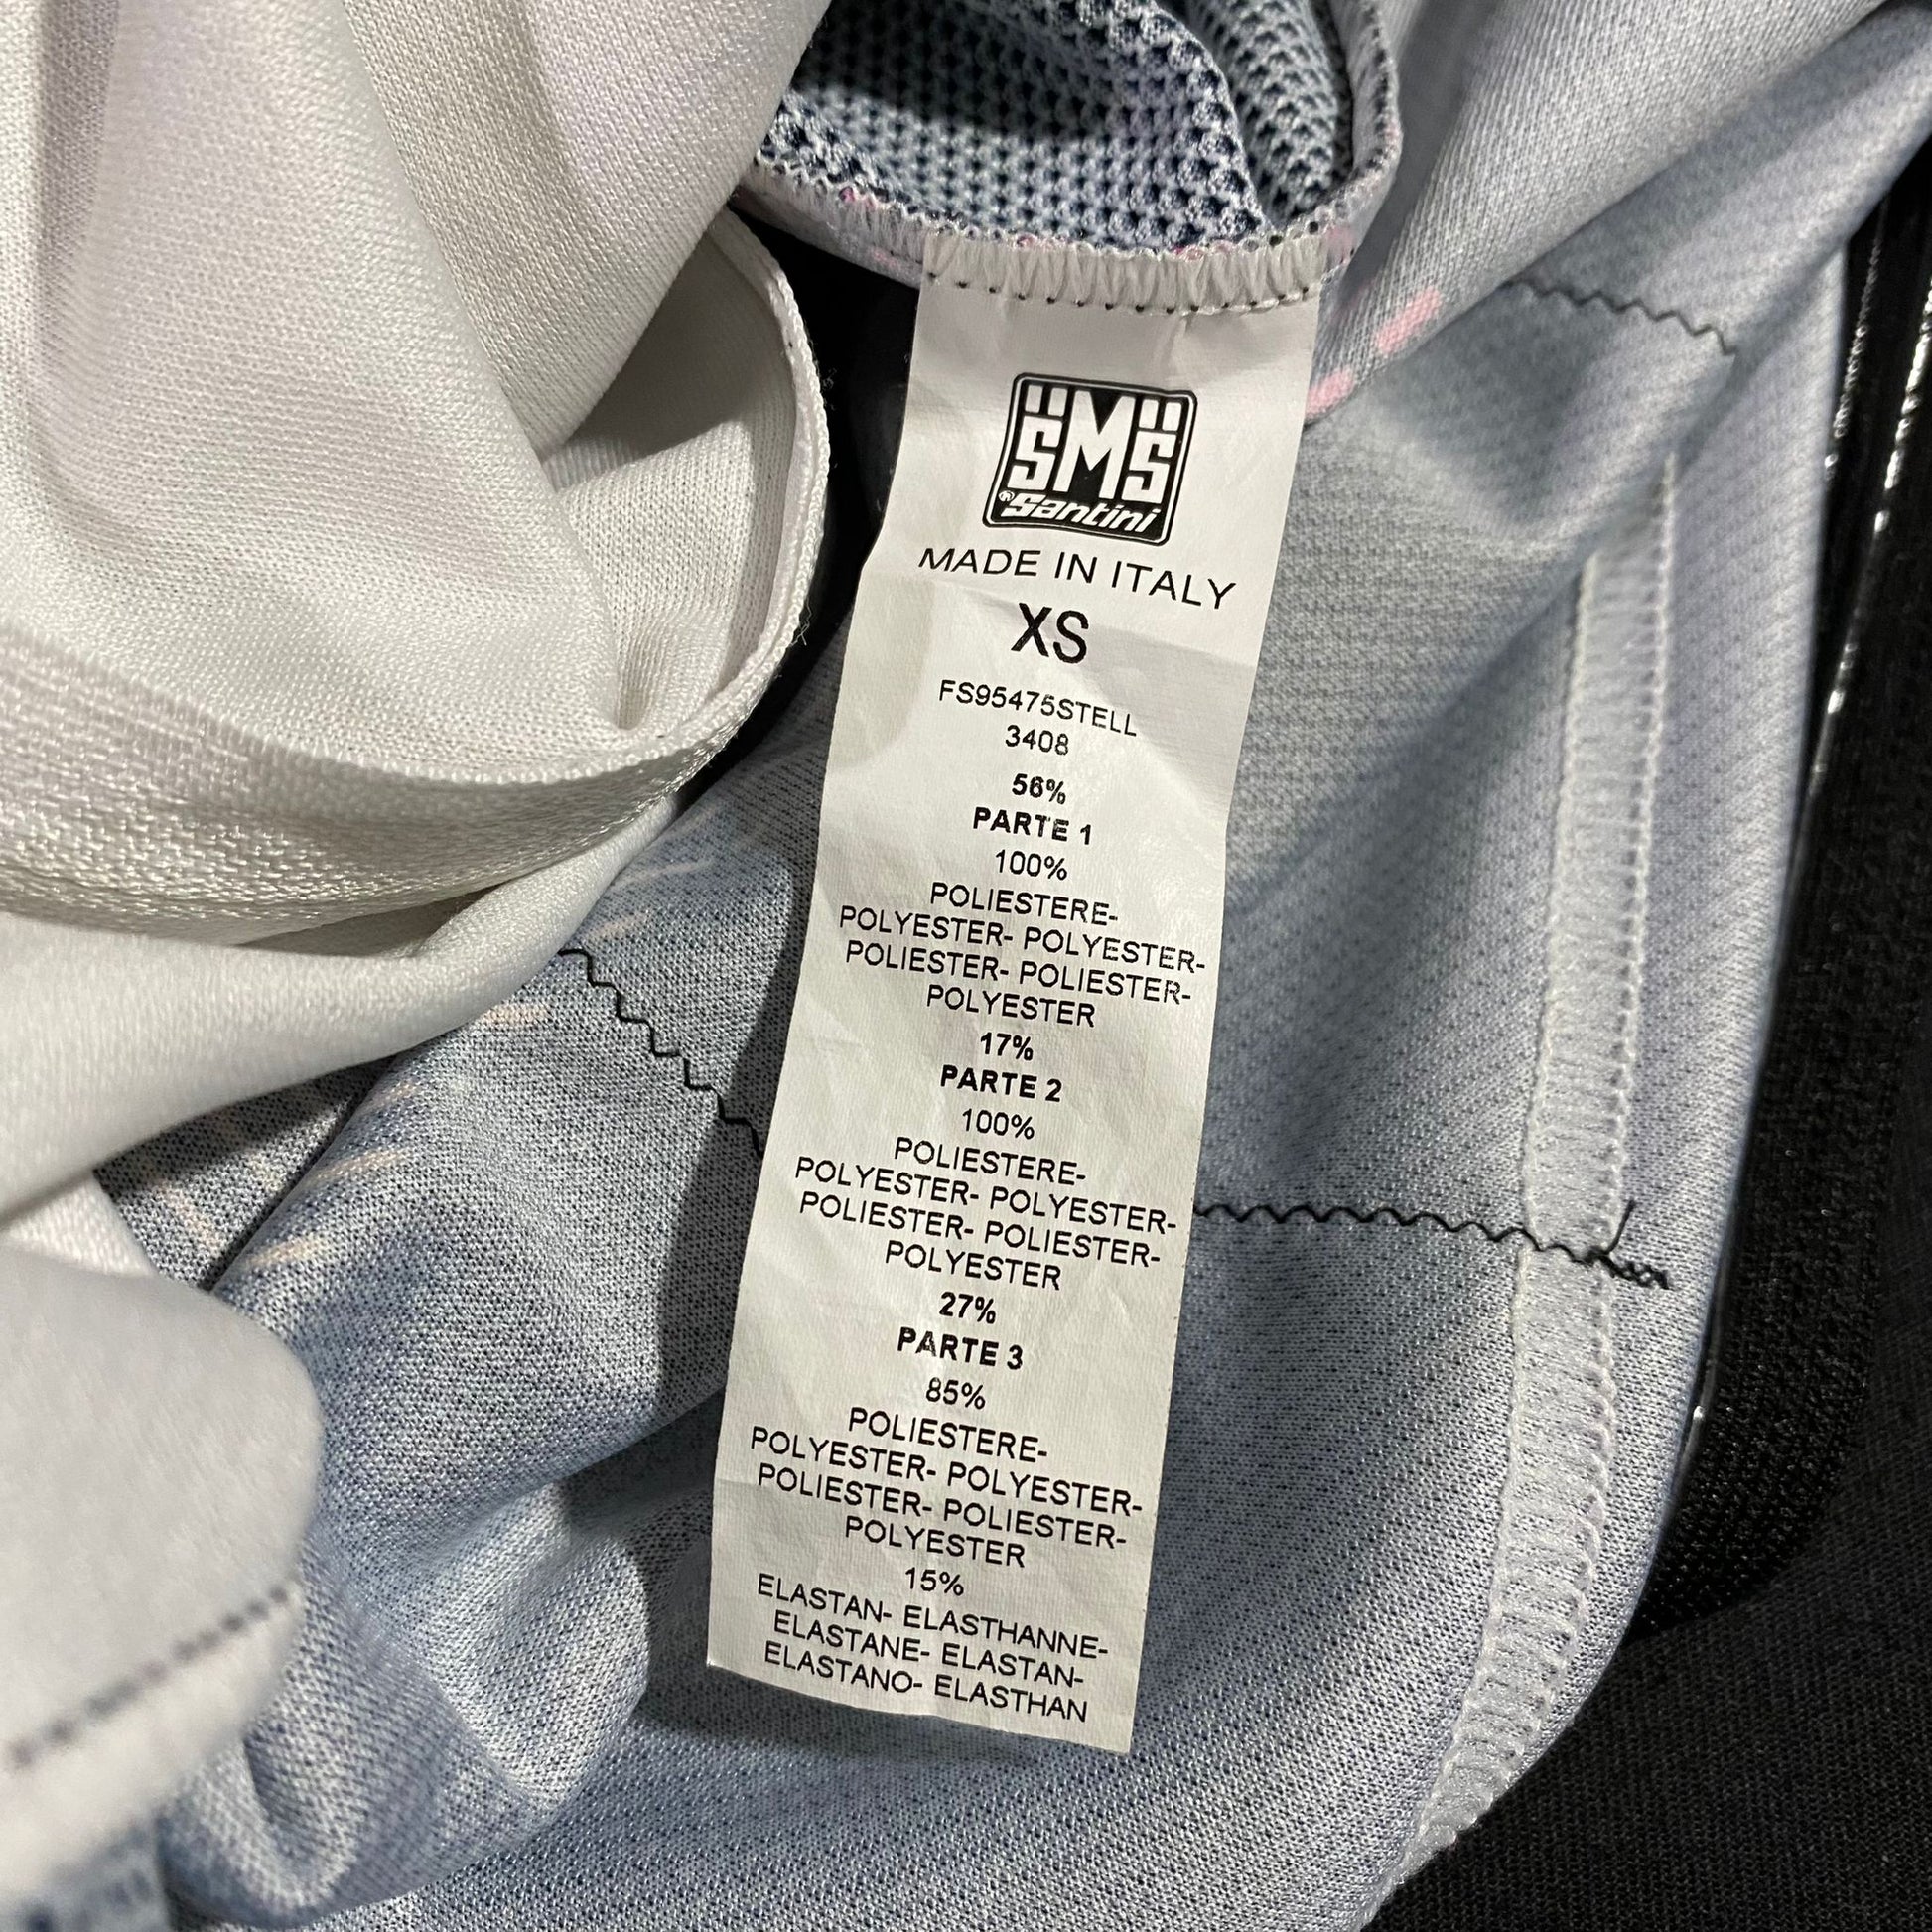 SMS
® Santini
MADE IN ITALY
XS
FS95475STELL
3408
56%
PARTE 1
100%
POLIESTERE-
POLYESTER- POLYESTER-
POLIESTER- POLIESTER-
POLYESTER
17%
PARTE 2
100%
POLIESTERE-
POLYESTER- POLYESTER-
POLIESTER- POLIESTER-
POLYESTER
27%
PARTE 3
85%
POLIESTERE-
POLYESTER- POLYESTER-
POLIESTER- POLIESTER-
POLYESTER
15%
ELASTAN- ELASTHANNE-
ELASTANE- ELASTAN-
ELASTANO- ELASTHAN